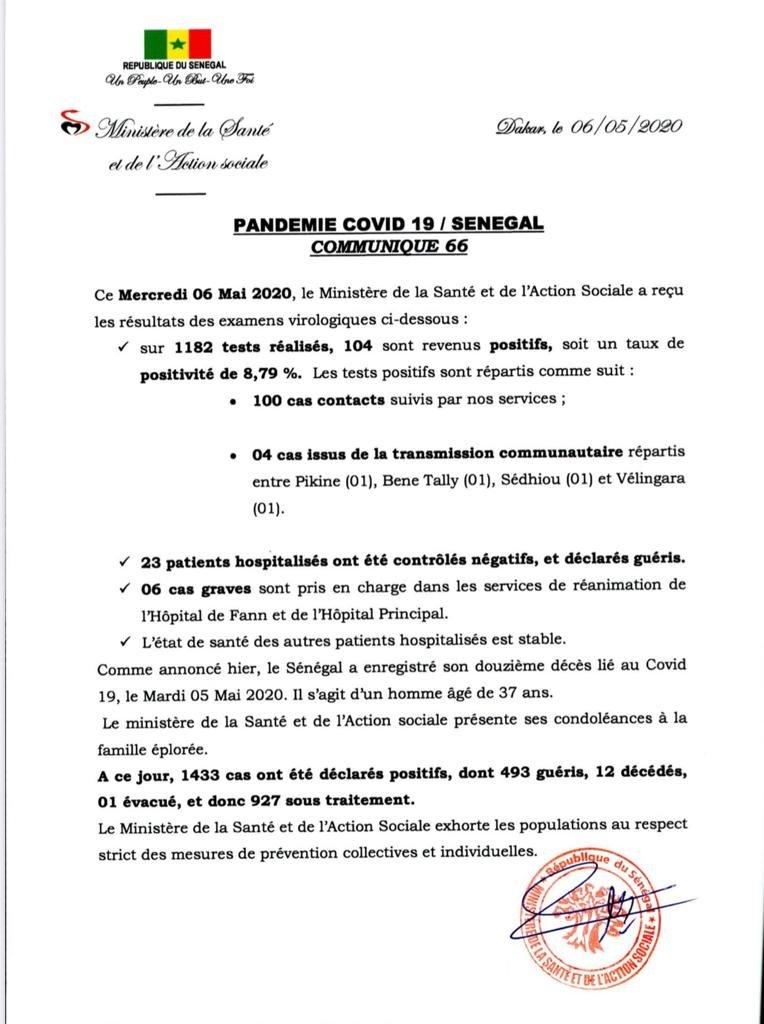 REPUBLIQUE DU SENEGAL
Un Peuple-Un But-Une Foi
Ministère de la Santé
et de l'Action sociale
Dakar, le 06/05/2020
PANDEMIE COVID 19 / SENEGAL
COMMUNIQUE 66
Ce Mercredi 06 Mai 2020, le Ministère de la Santé et de l'Action Sociale a reçu
les résultats des examens virologiques ci-dessous :
✓ sur 1182 tests réalisés, 104 sont revenus positifs, soit un taux de
positivité de 8,79 %. Les tests positifs sont répartis comme suit :
• 100 cas contacts suivis par nos services ;
• 04 cas issus de la transmission communautaire répartis
entre Pikine (01), Bene Tally (01), Sédhiou (01) et Vélingara
(01).
✓ 23 patients hospitalisés ont été contrôlés négatifs, et déclarés guéris.
✓ 06 cas graves sont pris en charge dans les services de réanimation de
l'Hôpital de Fann et de l'Hôpital Principal.
✓ L'état de santé des autres patients hospitalisés est stable.
Comme annoncé hier, le Sénégal a enregistré son douzième décès lié au Covid
19, le Mardi 05 Mai 2020. Il s'agit d'un homme âgé de 37 ans.
Le ministère de la Santé et de l'Action sociale présente ses condoléances à la
famille éplorée.
A ce jour, 1433 cas ont été déclarés positifs, dont 493 guéris, 12 décédés,
01 évacué, et donc 927 sous traitement.
Le Ministère de la Santé et de l'Action Sociale exhorte les populations au respect
strict des mesures de prévention collectives et individuelles.
République du Sénégal
MINISTERE DE LA SANTE ET DE L'ACTION SOCIALE